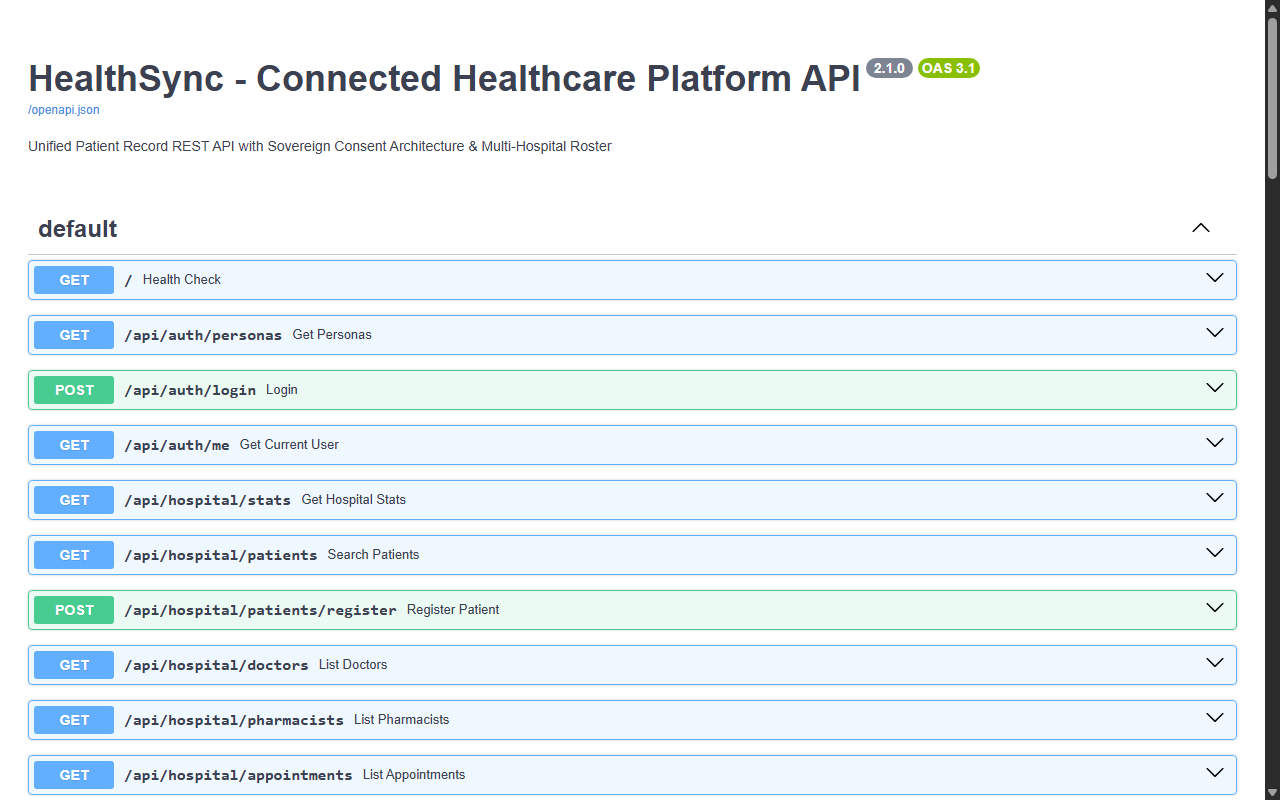 HealthSync - Connected Healthcare Platform API 2.1.0 OAS 3.1
/openapi.json
Unified Patient Record REST API with Sovereign Consent Architecture & Multi-Hospital Roster
default
GET / Health Check
GET /api/auth/personas Get Personas
POST /api/auth/login Login
GET /api/auth/me Get Current User
GET /api/hospital/stats Get Hospital Stats
GET /api/hospital/patients Search Patients
POST /api/hospital/patients/register Register Patient
GET /api/hospital/doctors List Doctors
GET /api/hospital/pharmacists List Pharmacists
GET /api/hospital/appointments List Appointments